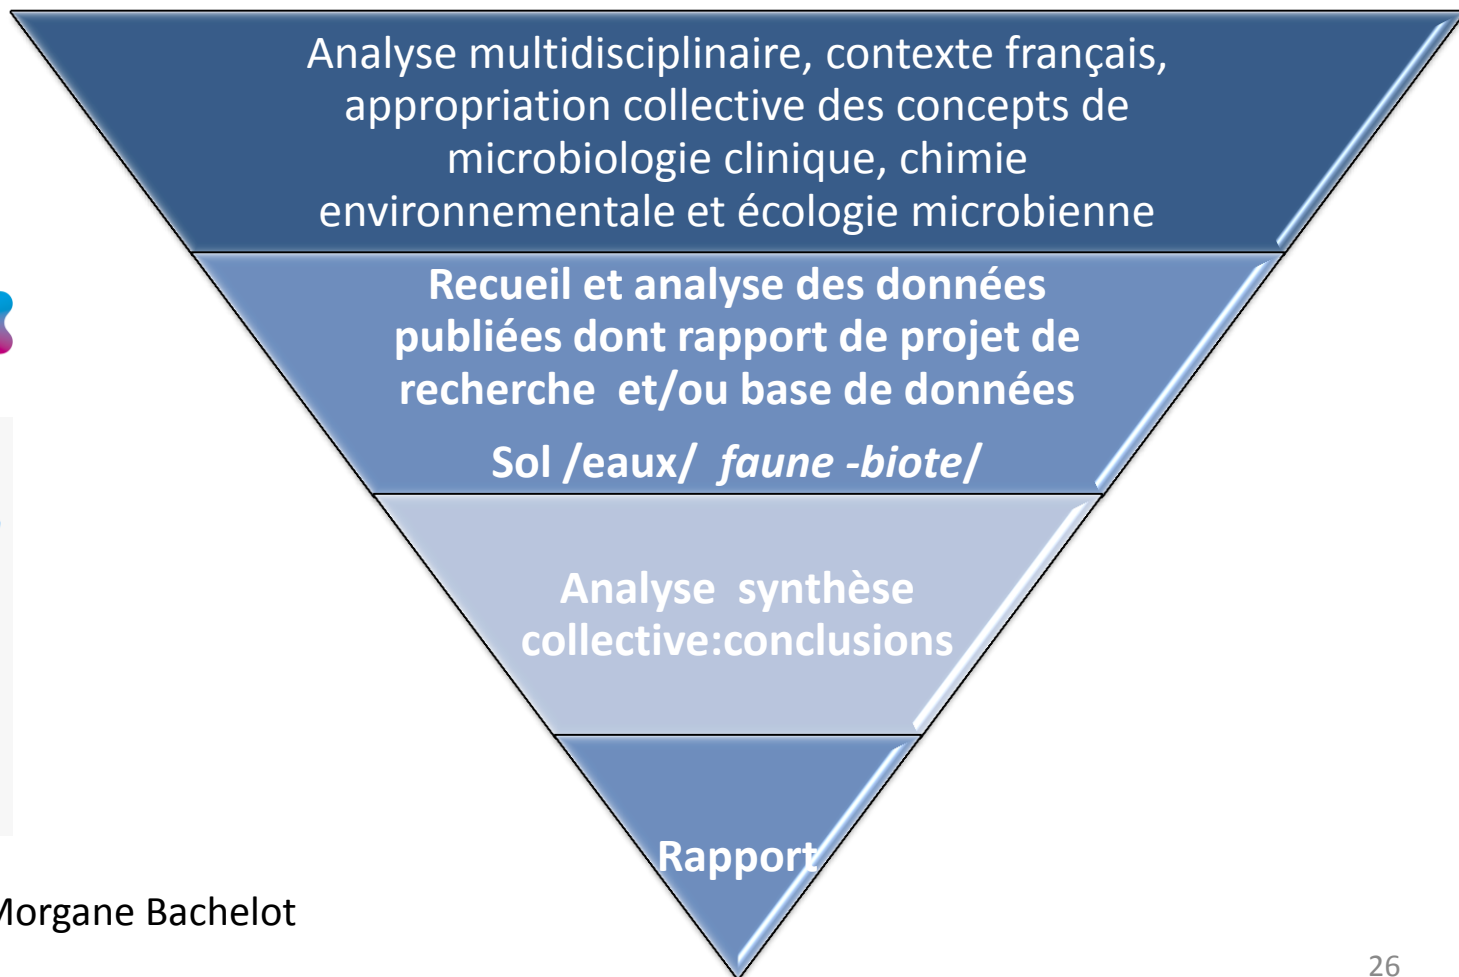 Analyse multidisciplinaire, contexte français,
appropriation collective des concepts de
microbiologie clinique, chimie
environnementale et écologie microbienne
Recueil et analyse des données
publiées dont rapport de projet de
recherche et/ou base de données
Sol /eaux/ faune -biote/
Analyse synthèse
collective:conclusions
Rapport
Morgane Bachelot
26